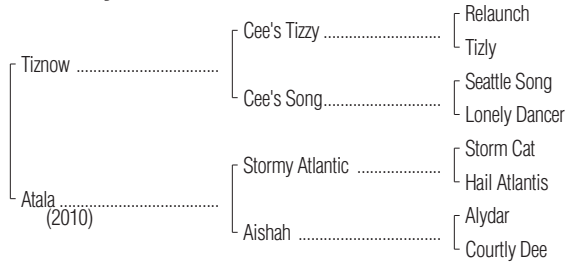 Relaunch
Cee's Tizzy ..............................
Tizly
Tiznow ....................................
Seattle Song
Cee's Song..............................
Lonely Dancer
Storm Cat
Stormy Atlantic .....................
Hail Atlantis
Atala ........................................
(2010)
Alydar
Aishah ....................................
Courtly Dee